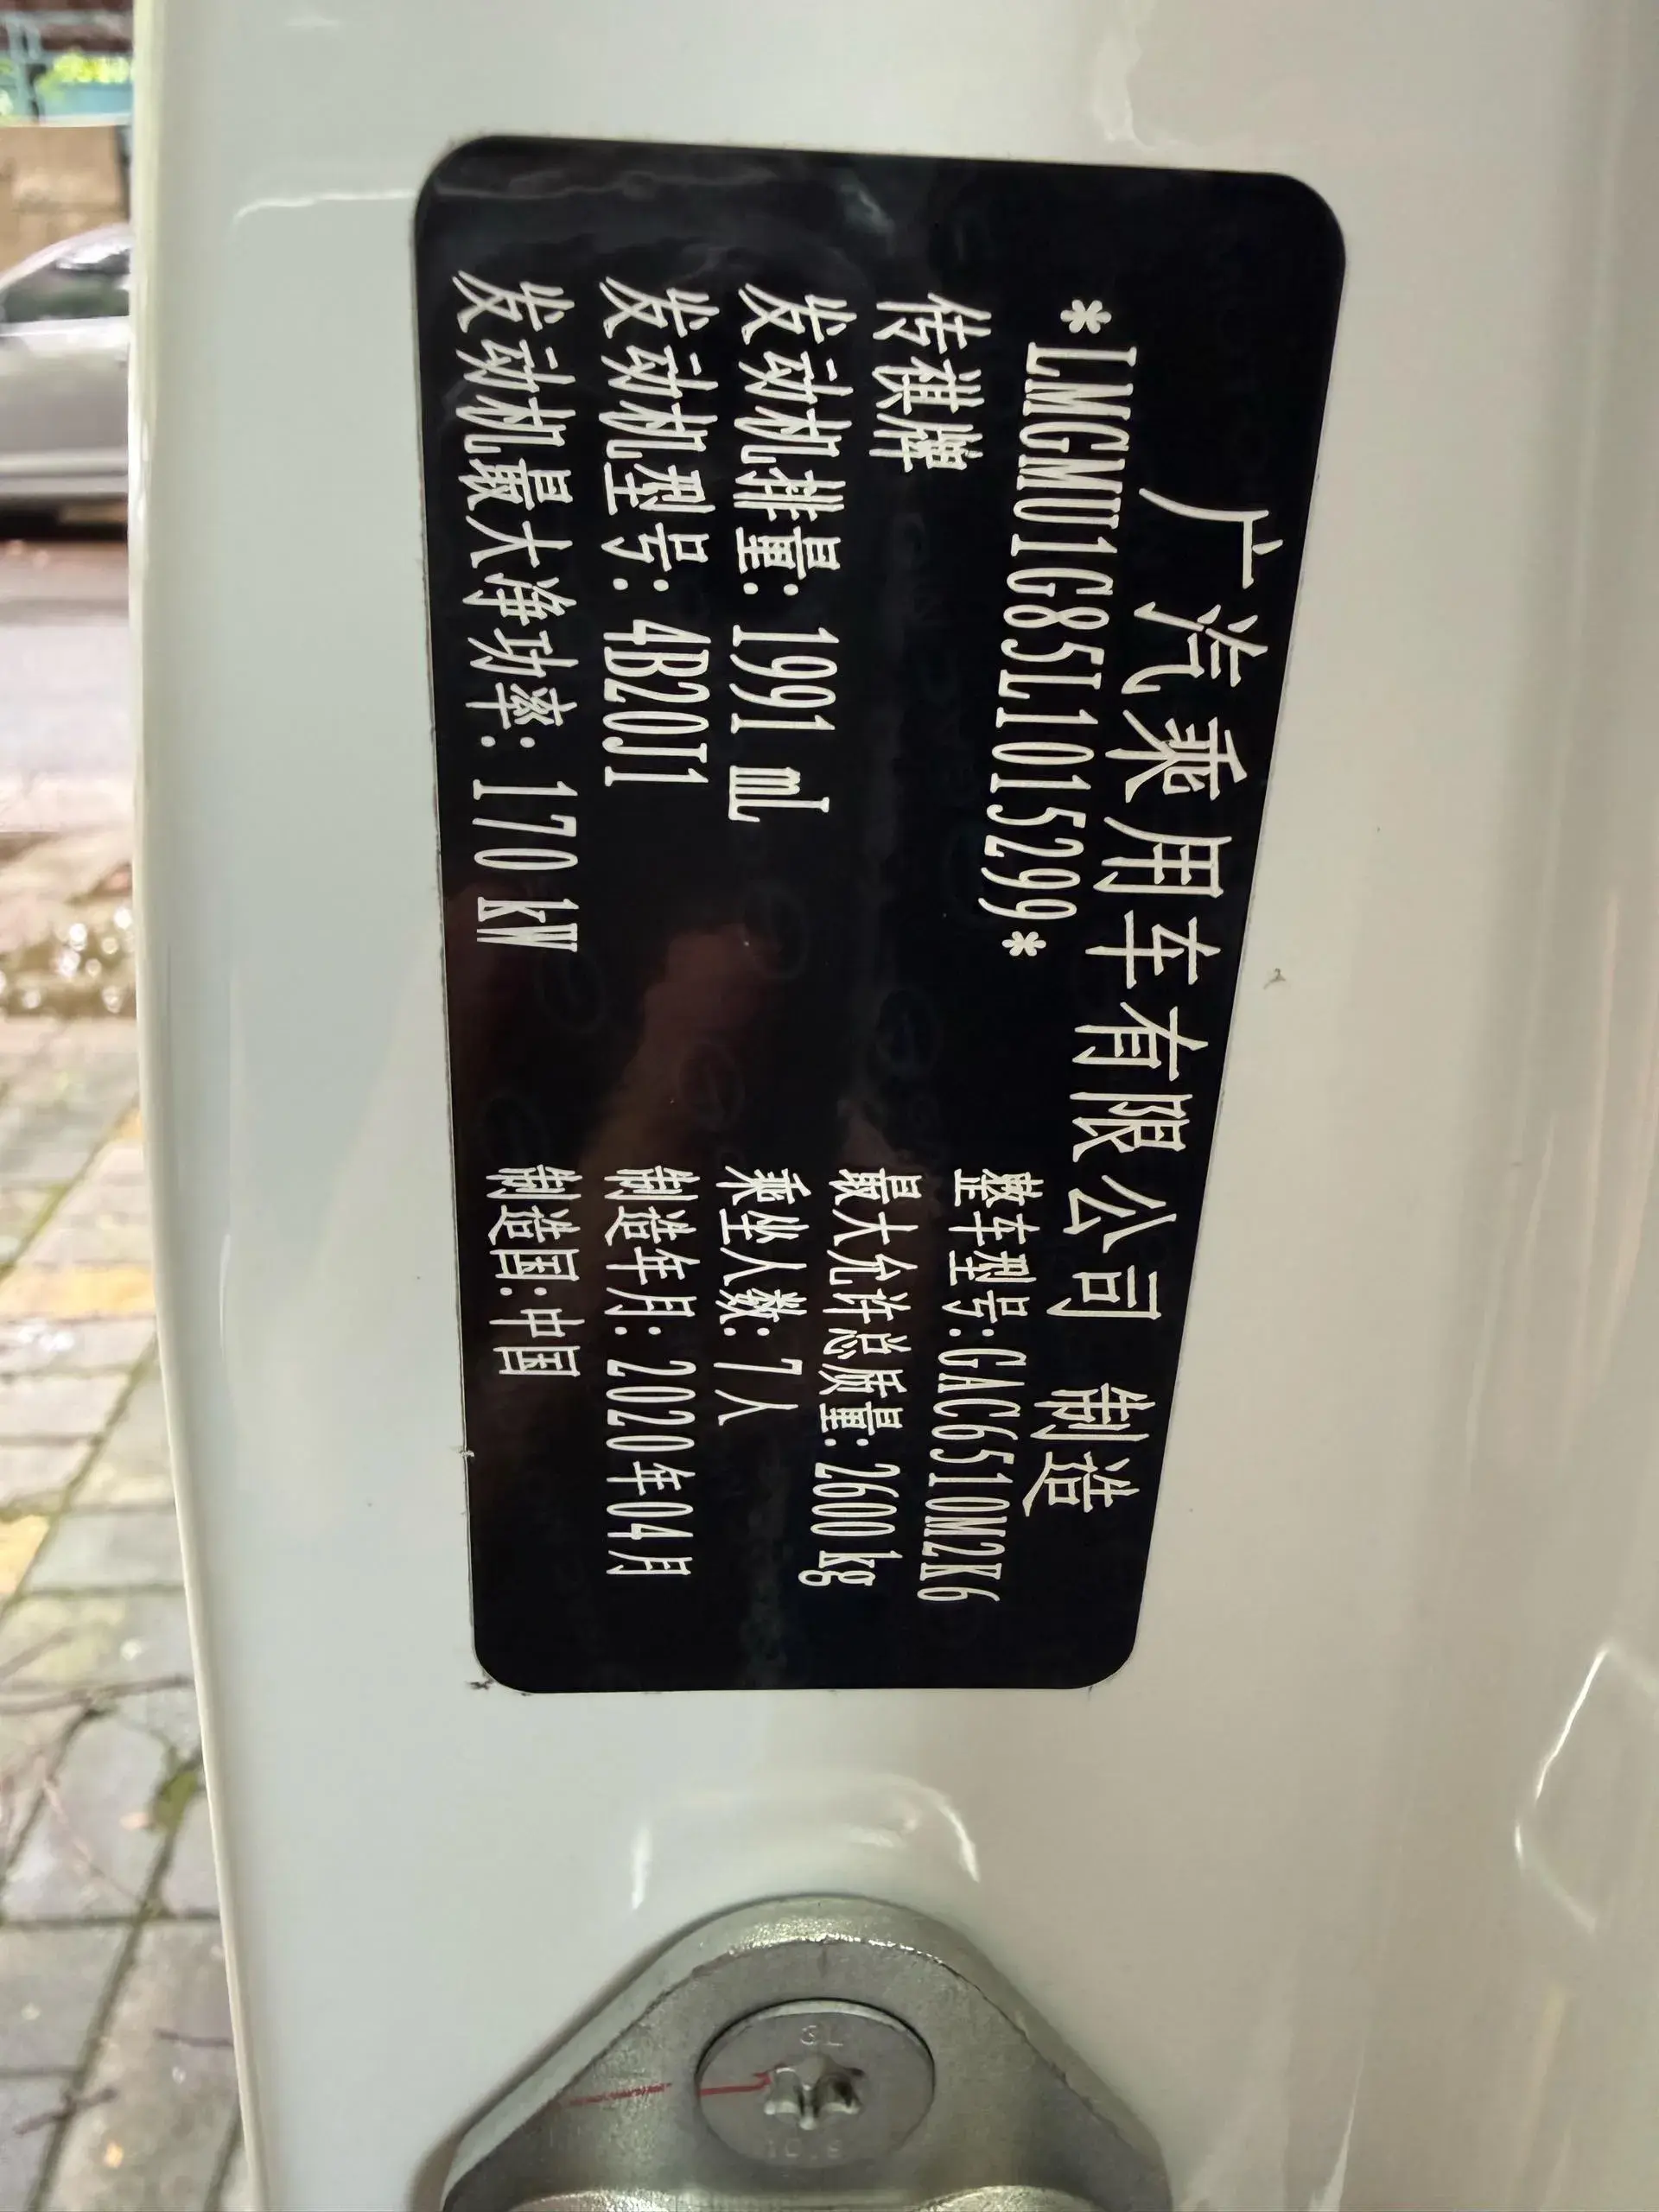 广汽乘用车有限公司 制造
*LMGMU1G85L1015299*
传祺牌
发动机排量: 1991 mL
发动机型号: 4B20J1
发动机最大净功率: 170 kW
整车型号:GAC6510M2K6
最大允许总质量: 2600 kg
乘坐人数: 7人
制造年月: 2020年04月
制造国: 中国
GL
10.9